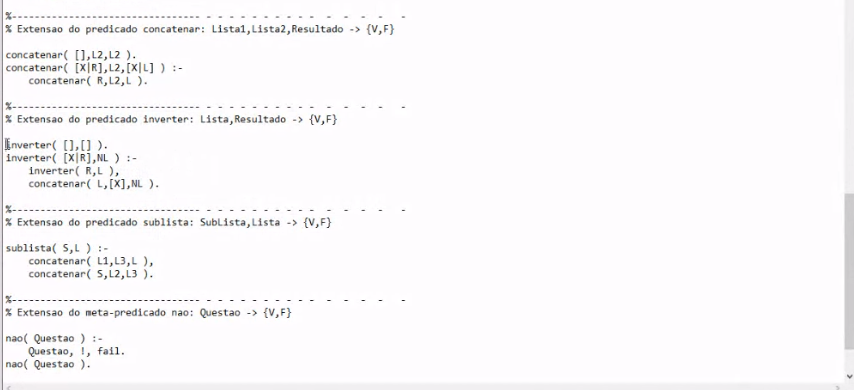 %--------------------------------- - - - - - - - - - - - - - - -
% Extensao do predicado concatenar: Lista1,Lista2,Resultado -> {V,F}
concatenar( [],L2,L2 ).
concatenar( [X|R],L2,[X|L] ) :-
    concatenar( R,L2,L ).
%--------------------------------- - - - - - - - - - - - - - - -
% Extensao do predicado inverter: Lista,Resultado -> {V,F}
inverter( [],[] ).
inverter( [X|R],NL ) :-
    inverter( R,L ),
    concatenar( L,[X],NL ).
%--------------------------------- - - - - - - - - - - - - - - -
% Extensao do predicado sublista: SubLista,Lista -> {V,F}
sublista( S,L ) :-
    concatenar( L1,L3,L ),
    concatenar( S,L2,L3 ).
%--------------------------------- - - - - - - - - - - - - - - -
% Extensao do meta-predicado nao: Questao -> {V,F}
nao( Questao ) :-
    Questao, !, fail.
nao( Questao ).